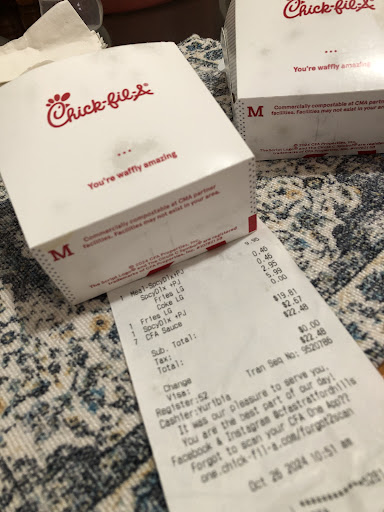 Chick-fil-A
...
You're waffly amazing
M
Commercially compostable at CMA partner
facilities. Facilities may not exist in your area.
Chick-fil-A
...
You're waffly amazing
M
Commercially compostable at CMA partner
facilities. Facilities may not exist in your area.
1 Meal-SpcyDlx+PJ 9.95
SpcyDlx +PJ
Fries LG 0.46
Coke LG 0.46
1 Fries LG 2.95
1 SpcyDlx +PJ 5.99
7 CFA Sauce 0.00
Sub. Total: $19.81
Tax: $2.67
Total: $22.48
Change $0.00
Visa: $22.48
Register:52 Tran Seq No: 9520786
Cashier:Yuribia
It was our pleasure to serve you.
You are the best part of our day!
Facebook & Instagram @cfastratfordhills
Forgot to scan your CFA One App??
one.chick-fil-a.com/forgot2scan
Oct 26 2024 10:51 am